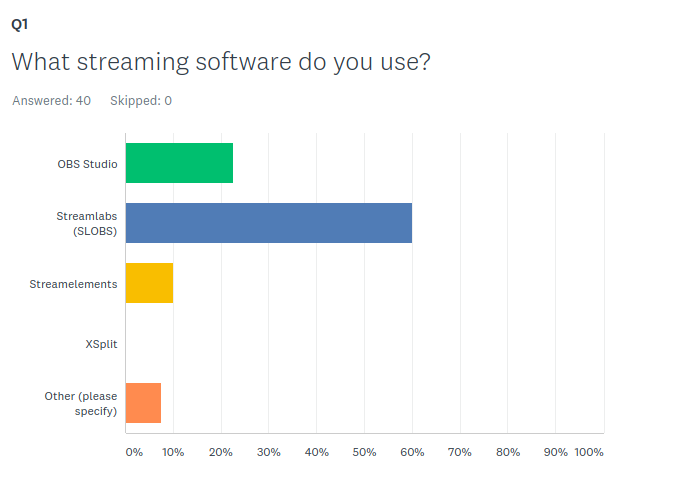 Q1
What streaming software do you use?
Answered: 40 Skipped: 0
OBS Studio
Streamlabs
(SLOBS)
Streamelements
XSplit
Other (please
specify)
0% 10% 20% 30% 40% 50% 60% 70% 80% 90% 100%